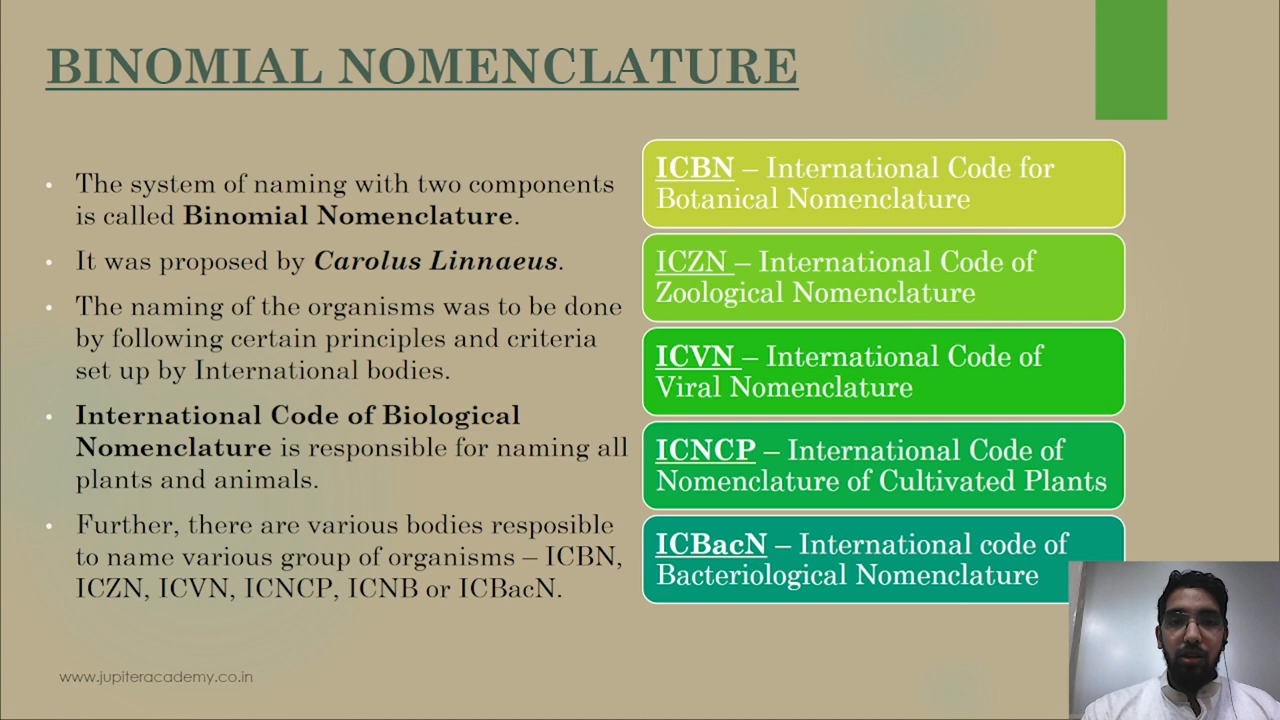 BINOMIAL NOMENCLATURE
The system of naming with two components
is called Binomial Nomenclature.
It was proposed by Carolus Linnaeus.
The naming of the organisms was to be done
by following certain principles and criteria
set up by International bodies.
International Code of Biological
Nomenclature is responsible for naming all
plants and animals.
Further, there are various bodies resposible
to name various group of organisms – ICBN,
ICZN, ICVN, ICNCP, ICNB or ICBacN.
ICBN – International Code for
Botanical Nomenclature
ICZN – International Code of
Zoological Nomenclature
ICVN – International Code of
Viral Nomenclature
ICNCP – International Code of
Nomenclature of Cultivated Plants
ICBacN – International code of
Bacteriological Nomenclature
www.jupiteracademy.co.in